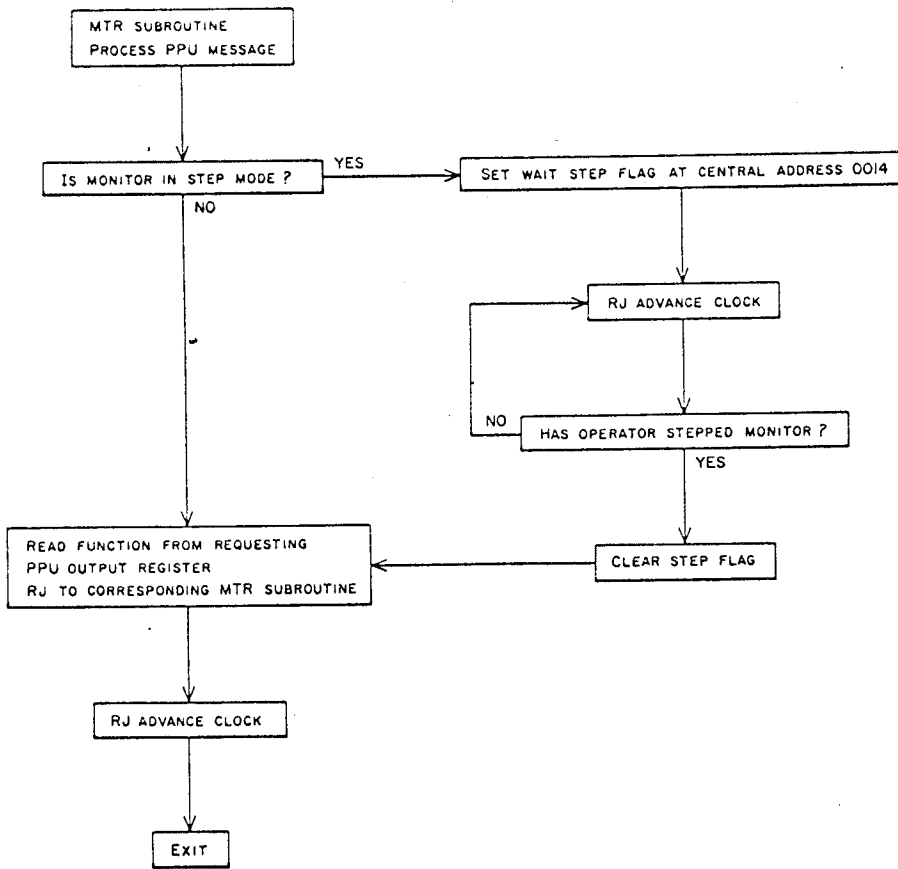 MTR SUBROUTINE
PROCESS PPU MESSAGE
IS MONITOR IN STEP MODE ?
YES
SET WAIT STEP FLAG AT CENTRAL ADDRESS 0014
NO
RJ ADVANCE CLOCK
NO
HAS OPERATOR STEPPED MONITOR ?
YES
READ FUNCTION FROM REQUESTING
PPU OUTPUT REGISTER
RJ TO CORRESPONDING MTR SUBROUTINE
CLEAR STEP FLAG
RJ ADVANCE CLOCK
EXIT